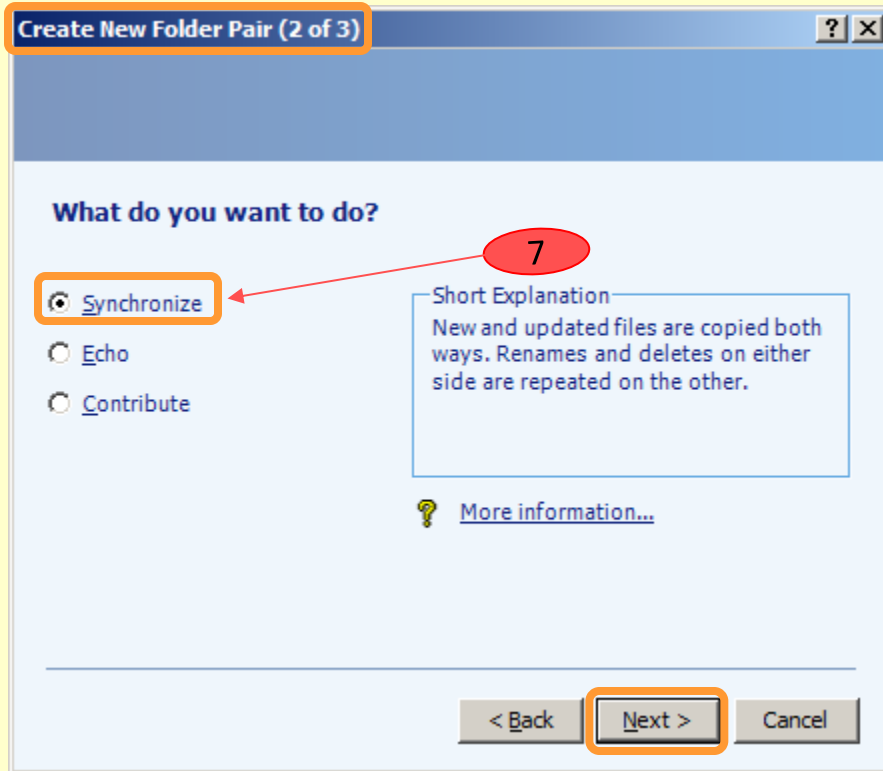 Create New Folder Pair (2 of 3)
What do you want to do?
7
Synchronize
Echo
Contribute
Short Explanation
New and updated files are copied both
ways. Renames and deletes on either
side are repeated on the other.
More information...
< Back
Next >
Cancel